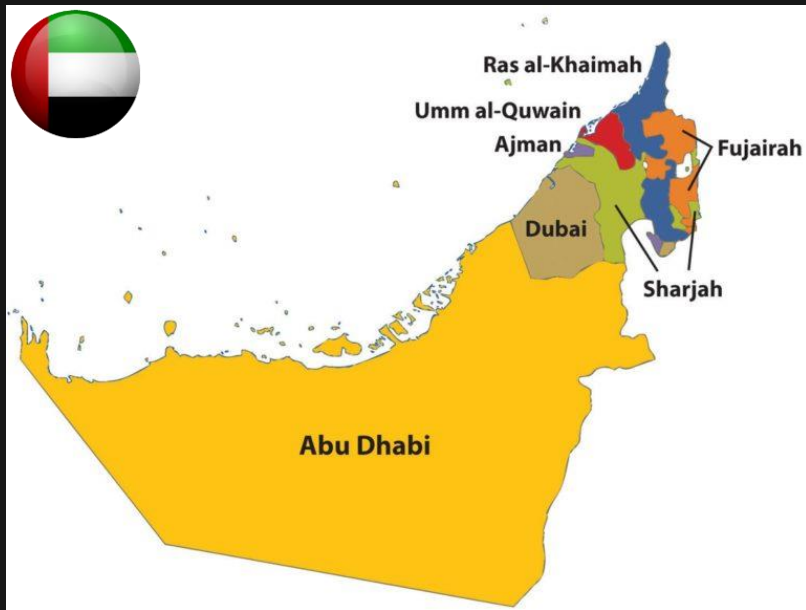 Ras al-Khaimah
Umm al-Quwain
Ajman
Fujairah
Dubai
Sharjah
Abu Dhabi